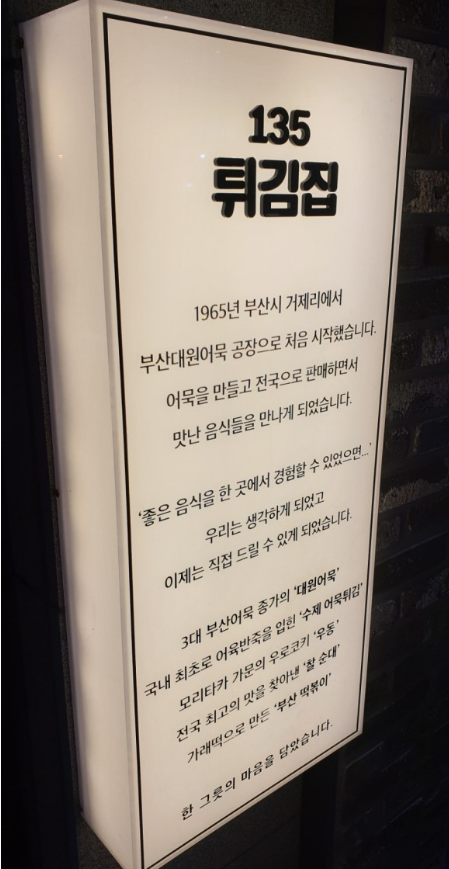 135
튀김집
1965년 부산시 거제리에서
부산대원어묵 공장으로 처음 시작했습니다.
어묵을 만들고 전국으로 판매하면서
맛난 음식들을 만나게 되었습니다.
‘좋은 음식을 한 곳에서 경험할 수 있었으면...’
우리는 생각하게 되었고
이제는 직접 드릴 수 있게 되었습니다.
3대 부산어묵 종가의 ‘대원어묵’
국내 최초로 어육반죽을 입힌 ‘수제 어묵튀김’
모리타카 가문의 우로코키 ‘우동’
전국 최고의 맛을 찾아낸 ‘찰 순대’
가래떡으로 만든 ‘부산 떡볶이’
한 그릇의 마음을 담았습니다.